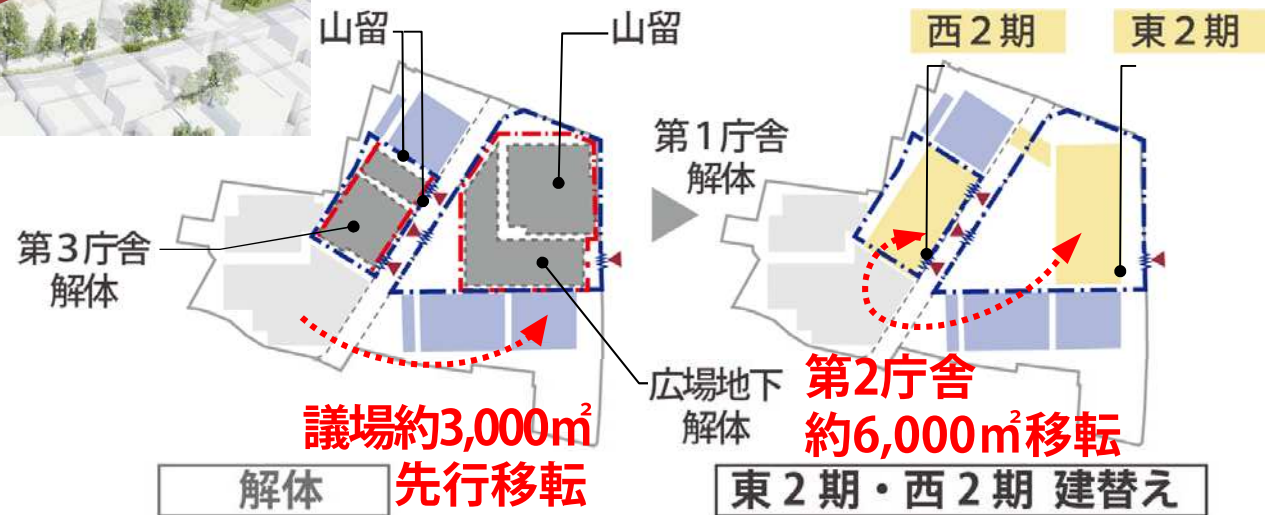 山留
山留
第3庁舎
解体
広場地下
解体
議場約3,000㎡
先行移転
解体
第1庁舎
解体
西2期
東2期
第2庁舎
約6,000㎡移転
東2期・西2期 建替え